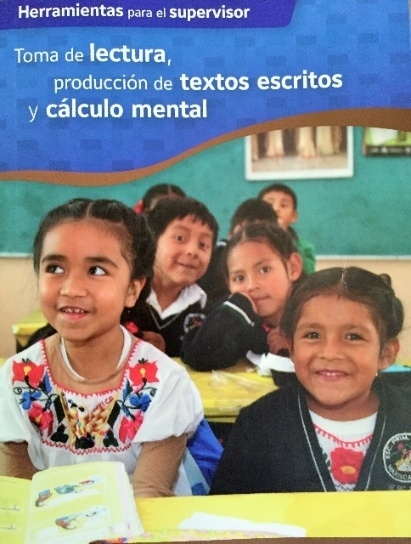 Herramientas para el supervisor
Toma de lectura,
producción de textos escritos
y cálculo mental